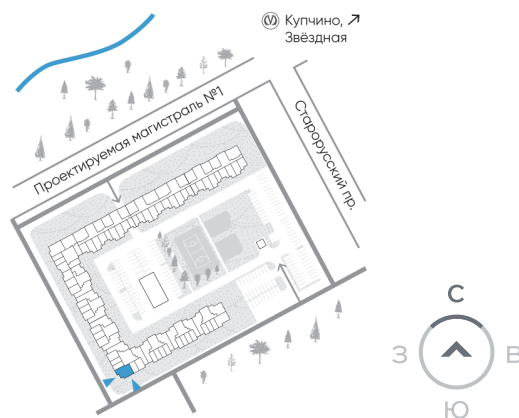 Купчино,
Звёздная
Проектируемая магистраль №1
Старорусский пр.
С
З
В
Ю